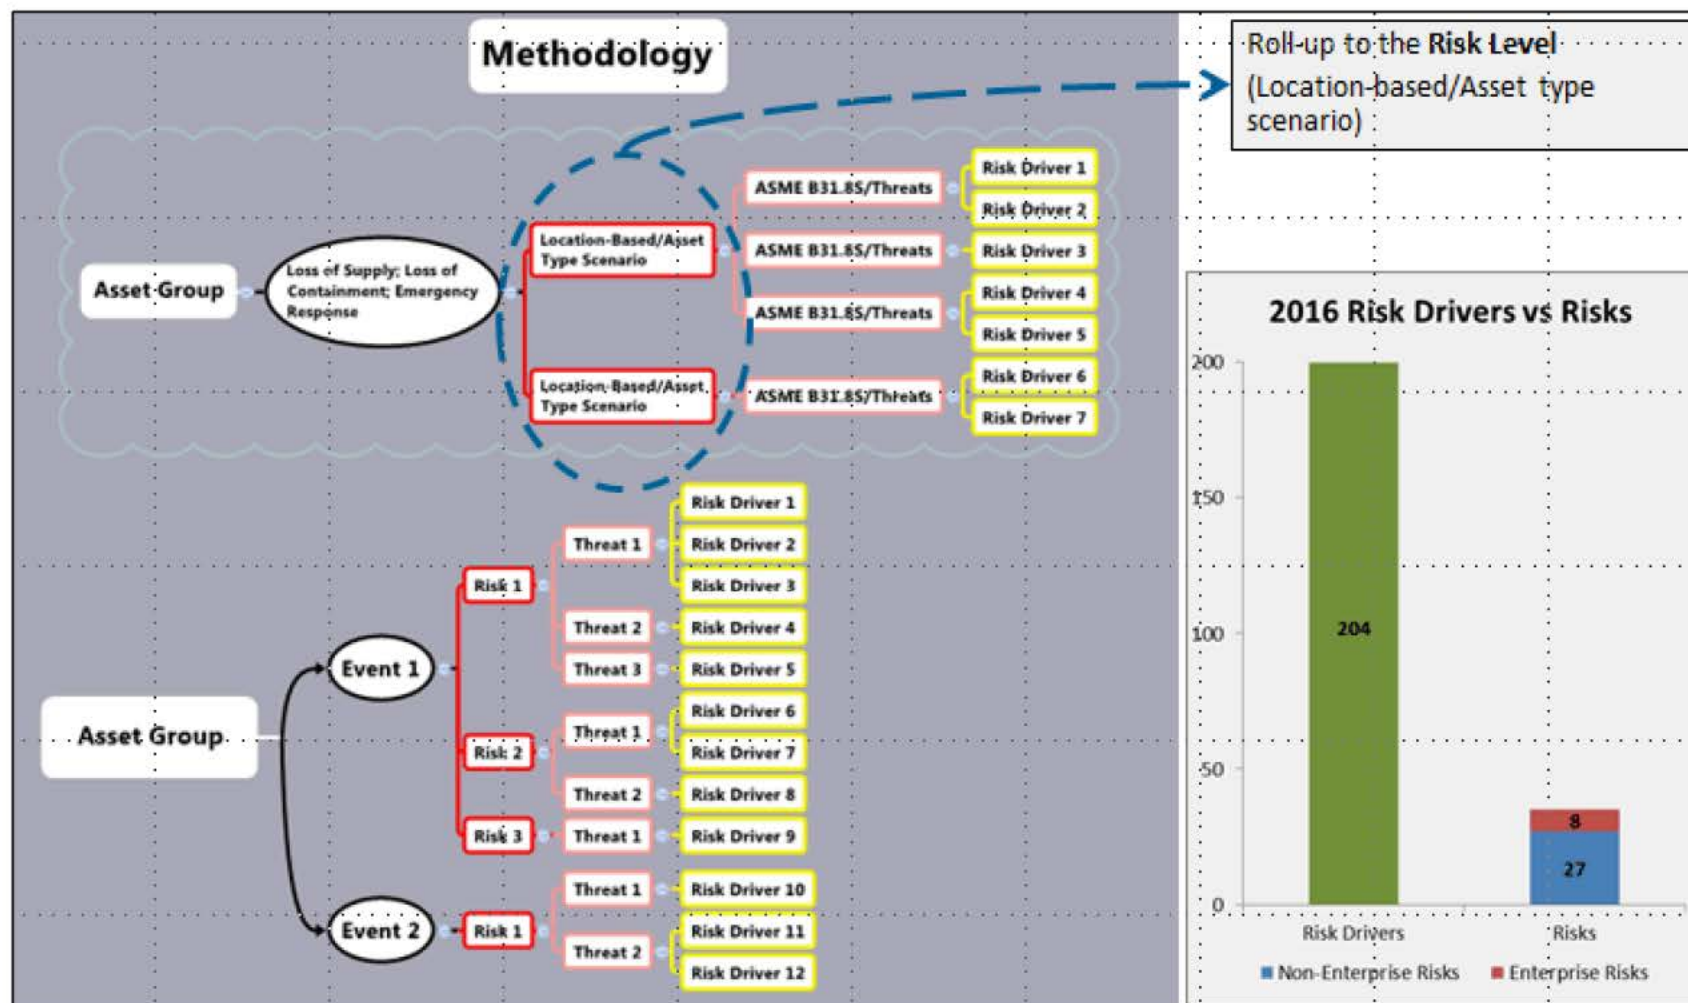 Methodology
Roll-up to the Risk Level
(Location-based/Asset type
scenario)
Asset Group
Loss of Supply; Loss of
Containment; Emergency
Response
Location-Based/Asset
Type Scenario
ASME B31.8S/Threats
Risk Driver 1
Risk Driver 2
ASME B31.8S/Threats
Risk Driver 3
ASME B31.8S/Threats
Risk Driver 4
Risk Driver 5
Location-Based/Asset
Type Scenario
ASME B31.8S/Threats
Risk Driver 6
Risk Driver 7
Asset Group
Event 1
Risk 1
Threat 1
Risk Driver 1
Risk Driver 2
Risk Driver 3
Threat 2
Risk Driver 4
Threat 3
Risk Driver 5
Risk 2
Threat 1
Risk Driver 6
Risk Driver 7
Threat 2
Risk Driver 8
Risk 3
Threat 1
Risk Driver 9
Event 2
Risk 1
Threat 1
Risk Driver 10
Threat 2
Risk Driver 11
Risk Driver 12
2016 Risk Drivers vs Risks
200
150
100
50
0
204
8
27
Risk Drivers
Risks
Non-Enterprise Risks
Enterprise Risks